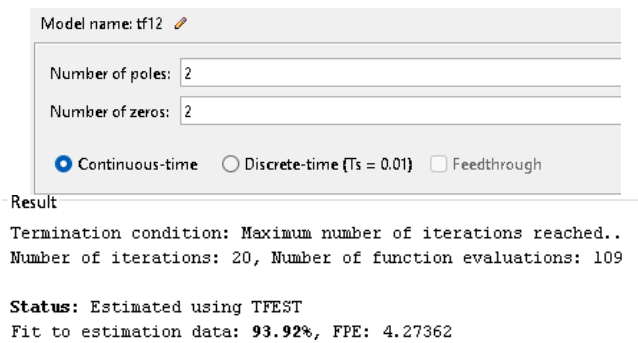 Model name: tf12
Number of poles: 2
Number of zeros: 2
Continuous-time Discrete-time (Ts = 0.01) Feedthrough
Result
Termination condition: Maximum number of iterations reached..
Number of iterations: 20, Number of function evaluations: 109
Status: Estimated using TFEST
Fit to estimation data: 93.92%, FPE: 4.27362